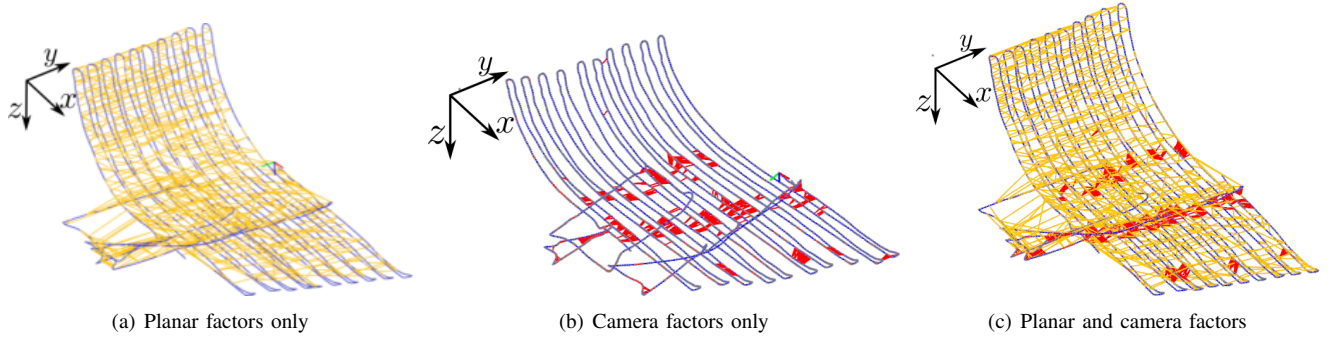 y
x
z
y
x
z
y
x
z
(a) Planar factors only
(b) Camera factors only
(c) Planar and camera factors